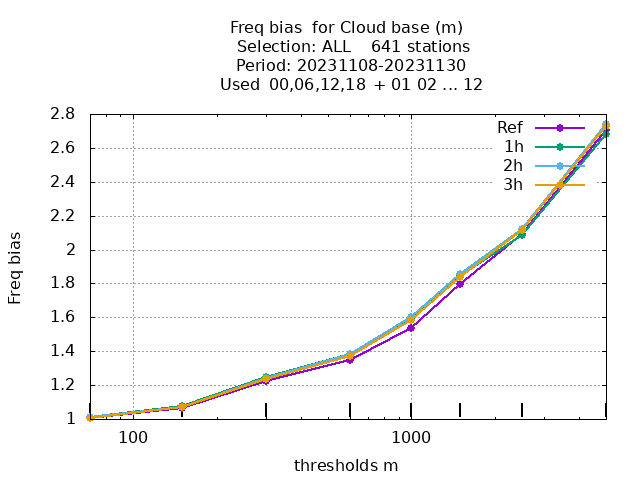 Freq bias  for Cloud base (m)
Selection: ALL    641 stations
Period: 20231108-20231130
Used  00,06,12,18  + 01 02 ... 12
Freq bias
2.8
2.6
2.4
2.2
2
1.8
1.6
1.4
1.2
1
Ref
1h
2h
3h
100
1000
thresholds m